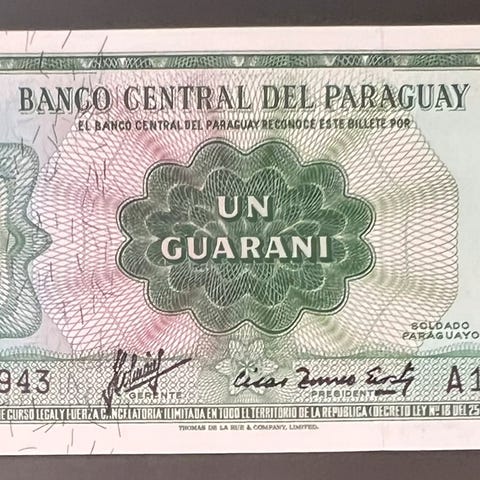 BANCO CENTRAL DEL PARAGUAY
EL BANCO CENTRAL DEL PARAGUAY RECONOCE ESTE BILLETE POR
UN
GUARANI
SOLDADO
PARAGUAYO
943
A1
GERENTE
PRESIDENTE
DE CURSO LEGAL Y FUERZA CANCELATORIA ILIMITADA EN TODO EL TERRITORIO DE LA REPUBLICA (DECRETO LEY Nº 18 DEL 25
THOMAS DE LA RUE & COMPANY, LIMITED.